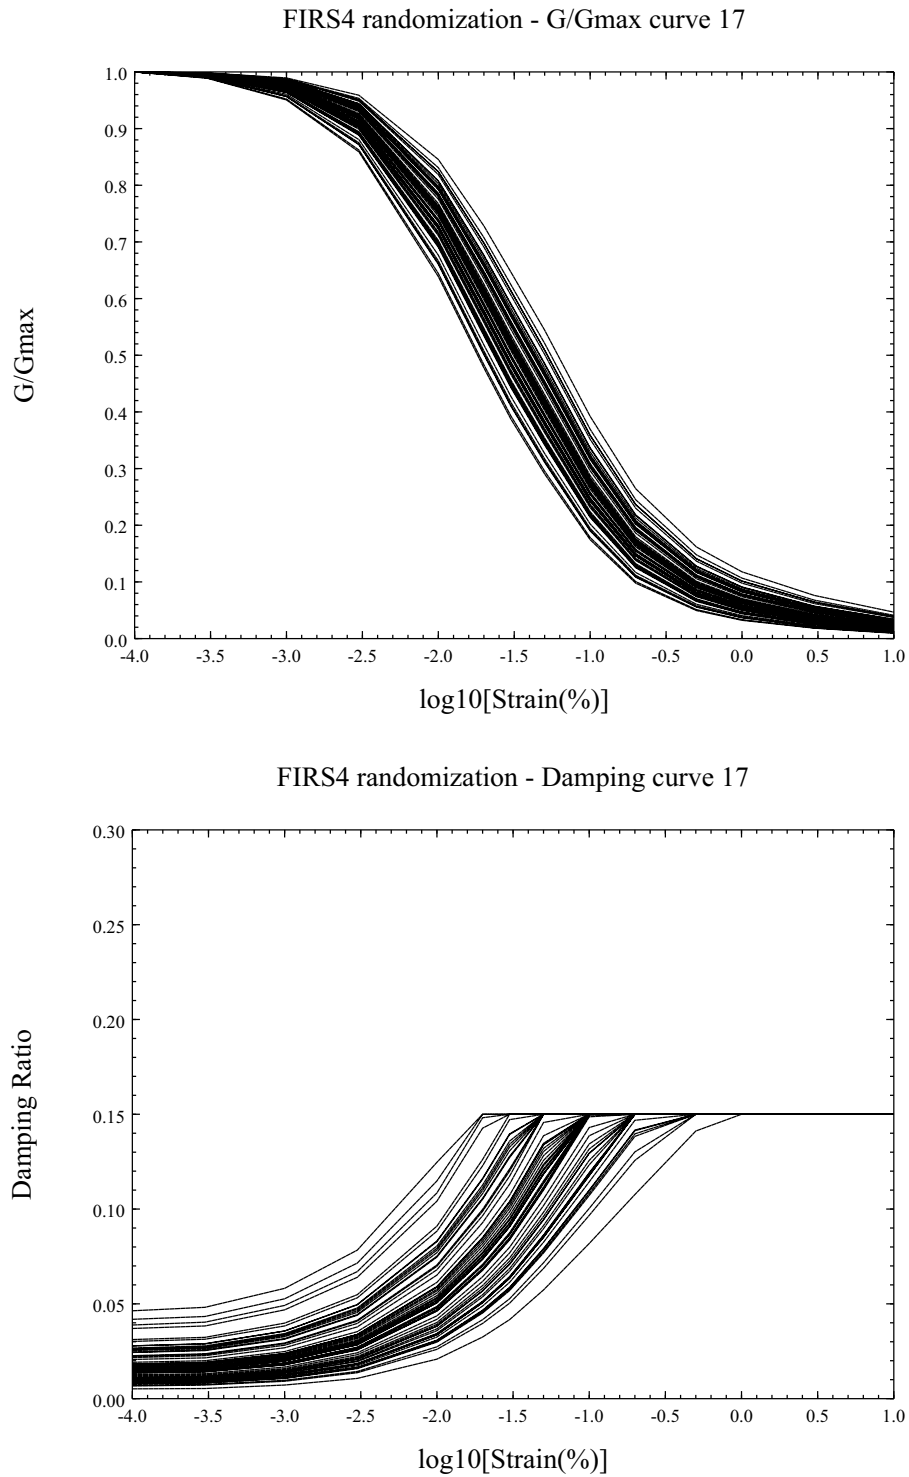 FIRS4 randomization - G/Gmax curve 17
1.0
0.9
0.8
0.7
0.6
0.5
0.4
0.3
0.2
0.1
0.0
G/Gmax
-4.0 -3.5 -3.0 -2.5 -2.0 -1.5 -1.0 -0.5 0.0 0.5 1.0
log10[Strain(%)]
FIRS4 randomization - Damping curve 17
0.30
0.25
0.20
0.15
0.10
0.05
0.00
Damping Ratio
-4.0 -3.5 -3.0 -2.5 -2.0 -1.5 -1.0 -0.5 0.0 0.5 1.0
log10[Strain(%)]